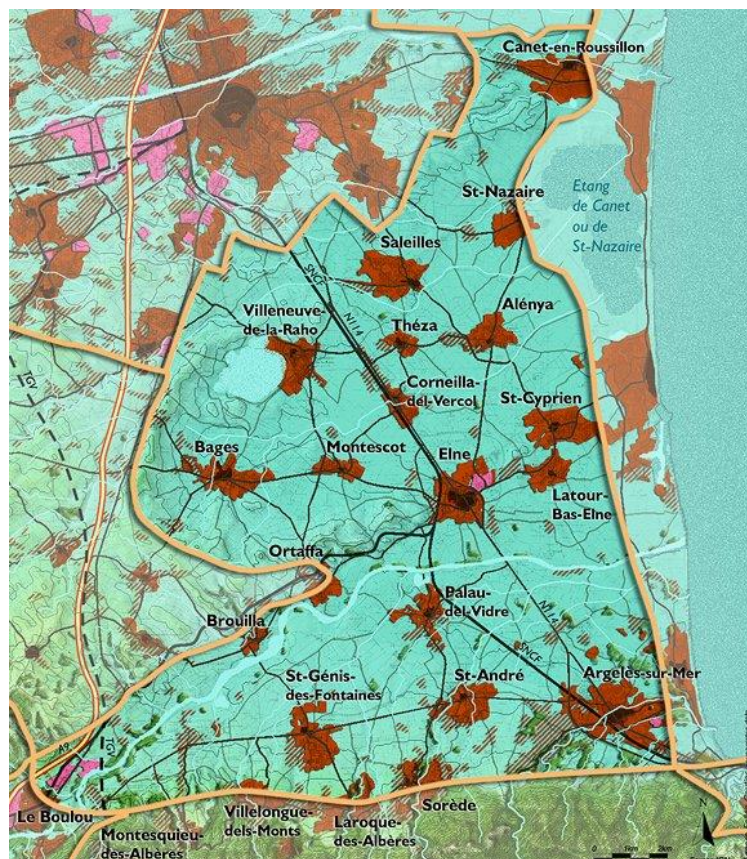 Canet-en-Roussillon
St-Nazaire
Etang
de Canet
ou de
St-Nazaire
Saleilles
SNCF
N114
Villeneuve-
de-la-Raho
Théza
Alénya
TGV
Corneilla-
del-Vercol
St-Cyprien
Bages
Montescot
Elne
Latour-
Bas-Elne
Ortaffa
Brouilla
Palau-
del-Vidre
N114
SNCF
St-Génis-
des-Fontaines
St-André
Argelès-sur-Mer
A9
TGV
Le Boulou
Montesquieu-
des-Albères
Villelongue-
dels-Monts
Laroque-
des-Albères
Sorède
N
0 1km 2km